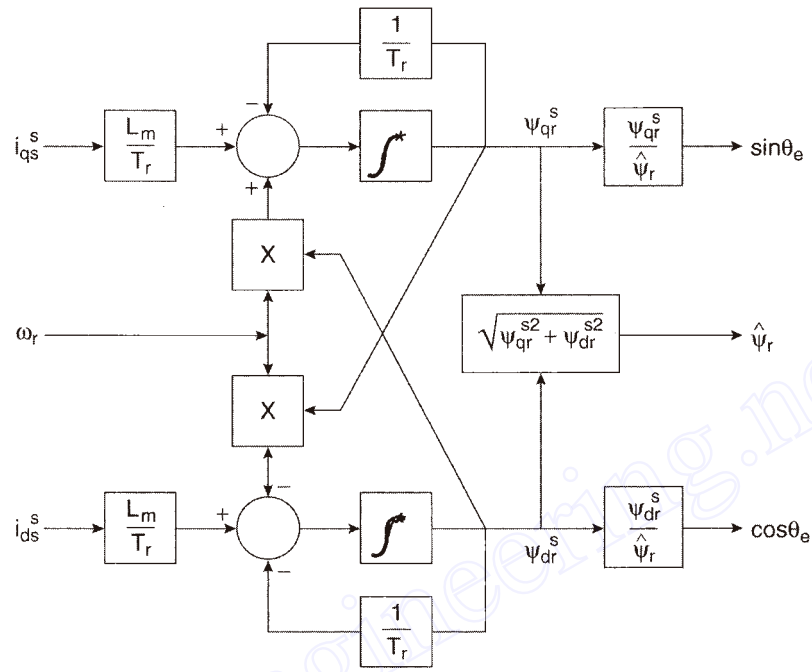 1
T_r
i_qs^s
L_m
T_r
+
−
+
∫*
ψ_qr^s
ψ_qr^s
ψ̂_r
sinθ_e
X
ω_r
√ψ_qr^s2 + ψ_dr^s2
ψ̂_r
X
i_ds^s
L_m
T_r
+
−
−
∫*
ψ_dr^s
ψ_dr^s
ψ̂_r
cosθ_e
1
T_r